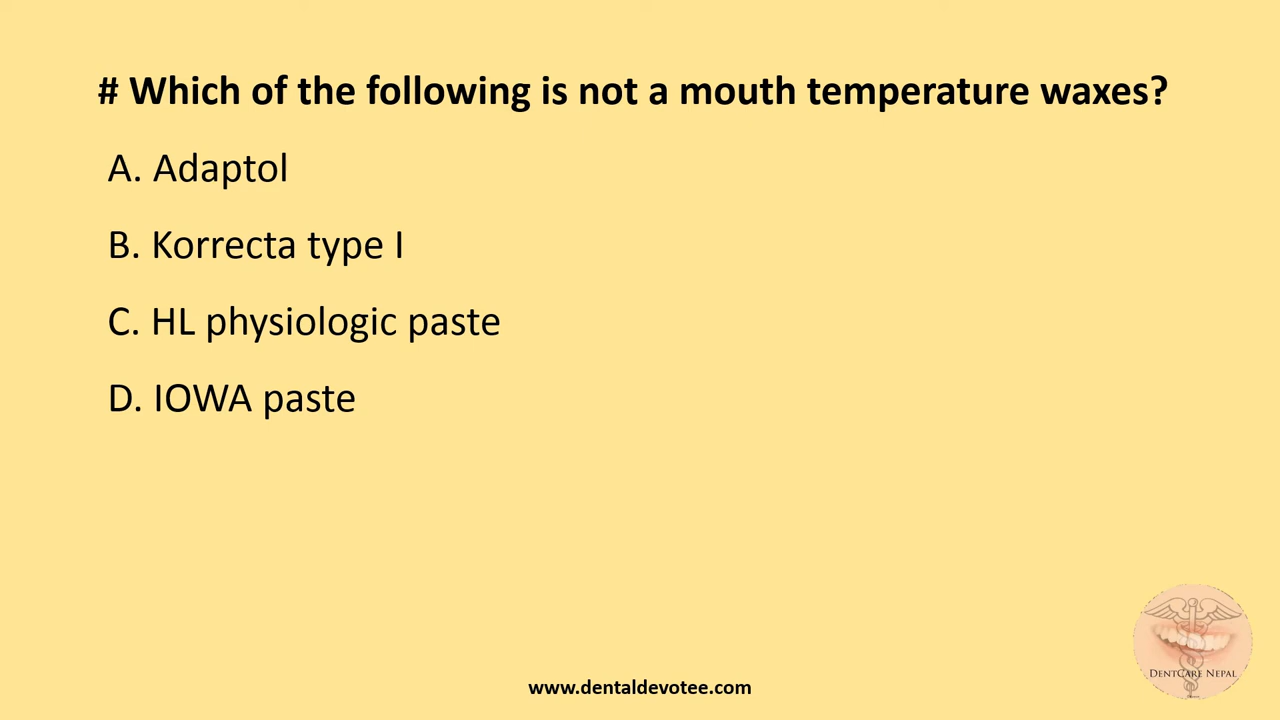 # Which of the following is not a mouth temperature waxes?
A. Adaptol
B. Korrecta type I
C. HL physiologic paste
D. IOWA paste
DentCare Nepal
www.dentaldevotee.com